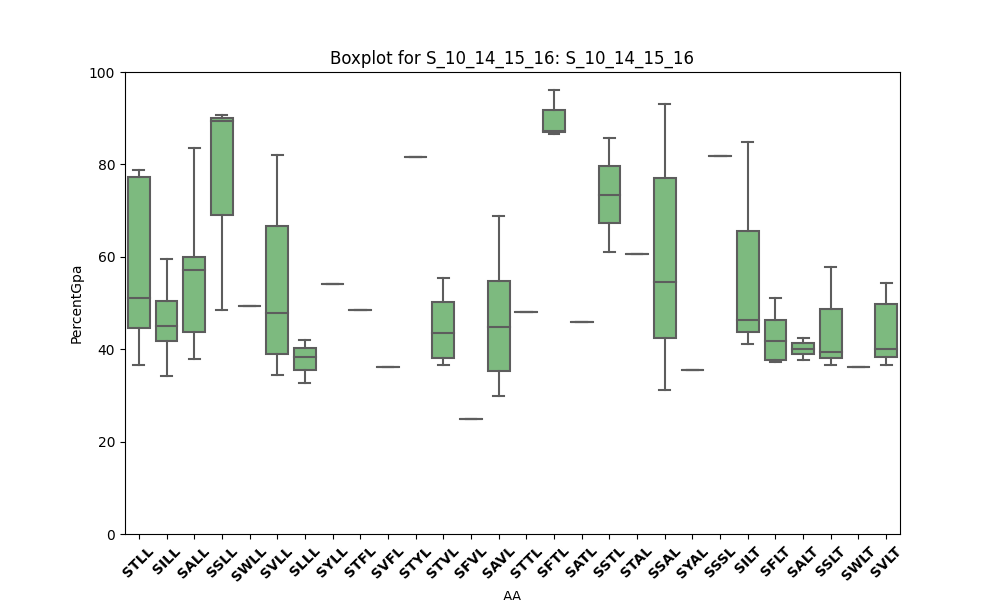 Boxplot for S_10_14_15_16: S_10_14_15_16
PercentGpa
100
80
60
40
20
0
STLL SILL SALL SSLL SWLL SVLL SLLL SYLL STFL SVFL STYL STVL SFVL SAVL STTL SFTL SATL SSTL STAL SSAL SYAL SSSL SILT SFLT SALT SSLT SWLT SVLT
AA